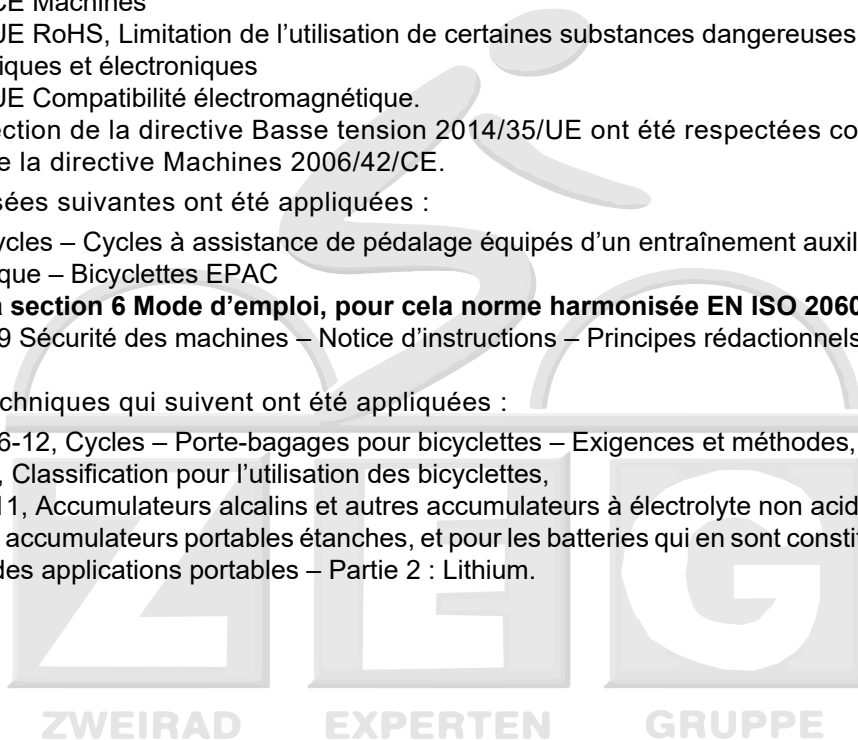 CE Machines
UE RoHS, Limitation de l’utilisation de certaines substances dangereuses
iques et électroniques
UE Compatibilité électromagnétique.
ection de la directive Basse tension 2014/35/UE ont été respectées co
e la directive Machines 2006/42/CE.
sées suivantes ont été appliquées :
ycles – Cycles à assistance de pédalage équipés d’un entraînement auxil
que – Bicyclettes EPAC
a section 6 Mode d’emploi, pour cela norme harmonisée EN ISO 2060
9 Sécurité des machines – Notice d’instructions – Principes rédactionnels
chniques qui suivent ont été appliquées :
6-12, Cycles – Porte-bagages pour bicyclettes – Exigences et méthodes,
, Classification pour l’utilisation des bicyclettes,
11, Accumulateurs alcalins et autres accumulateurs à électrolyte non acid
accumulateurs portables étanches, et pour les batteries qui en sont constit
des applications portables – Partie 2 : Lithium.
ZEG
ZWEIRAD EXPERTEN GRUPPE